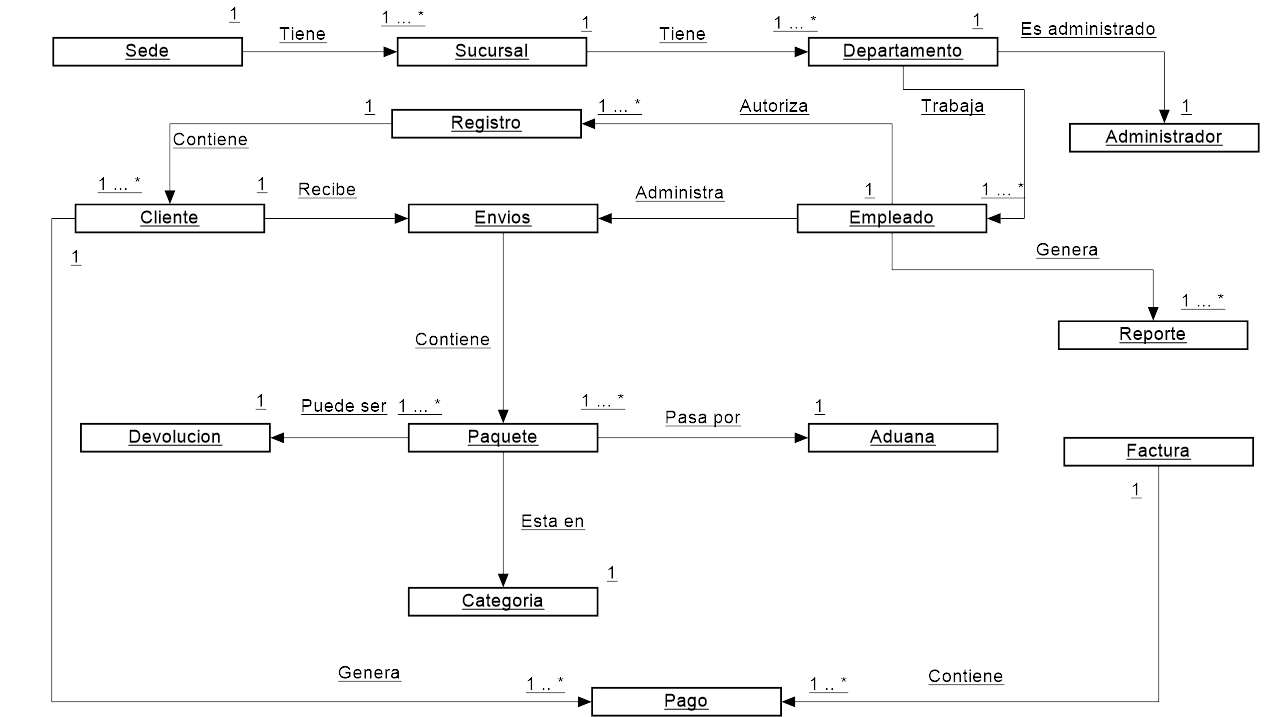 1
1 ... *
1
1 ... *
1
Sede
Tiene
Sucursal
Tiene
Departamento
Es administrado
1
1 ... *
Autoriza
Trabaja
1
Registro
Administrador
Contiene
1 ... *
1
Recibe
Administra
1
1 ... *
Cliente
Envios
Empleado
1
Genera
1 ... *
Reporte
Contiene
1
Puede ser
1 ... *
1 ... *
Pasa por
1
Devolucion
Paquete
Aduana
Factura
1
Esta en
1
Categoria
Genera
1 .. *
1 .. *
Contiene
Pago